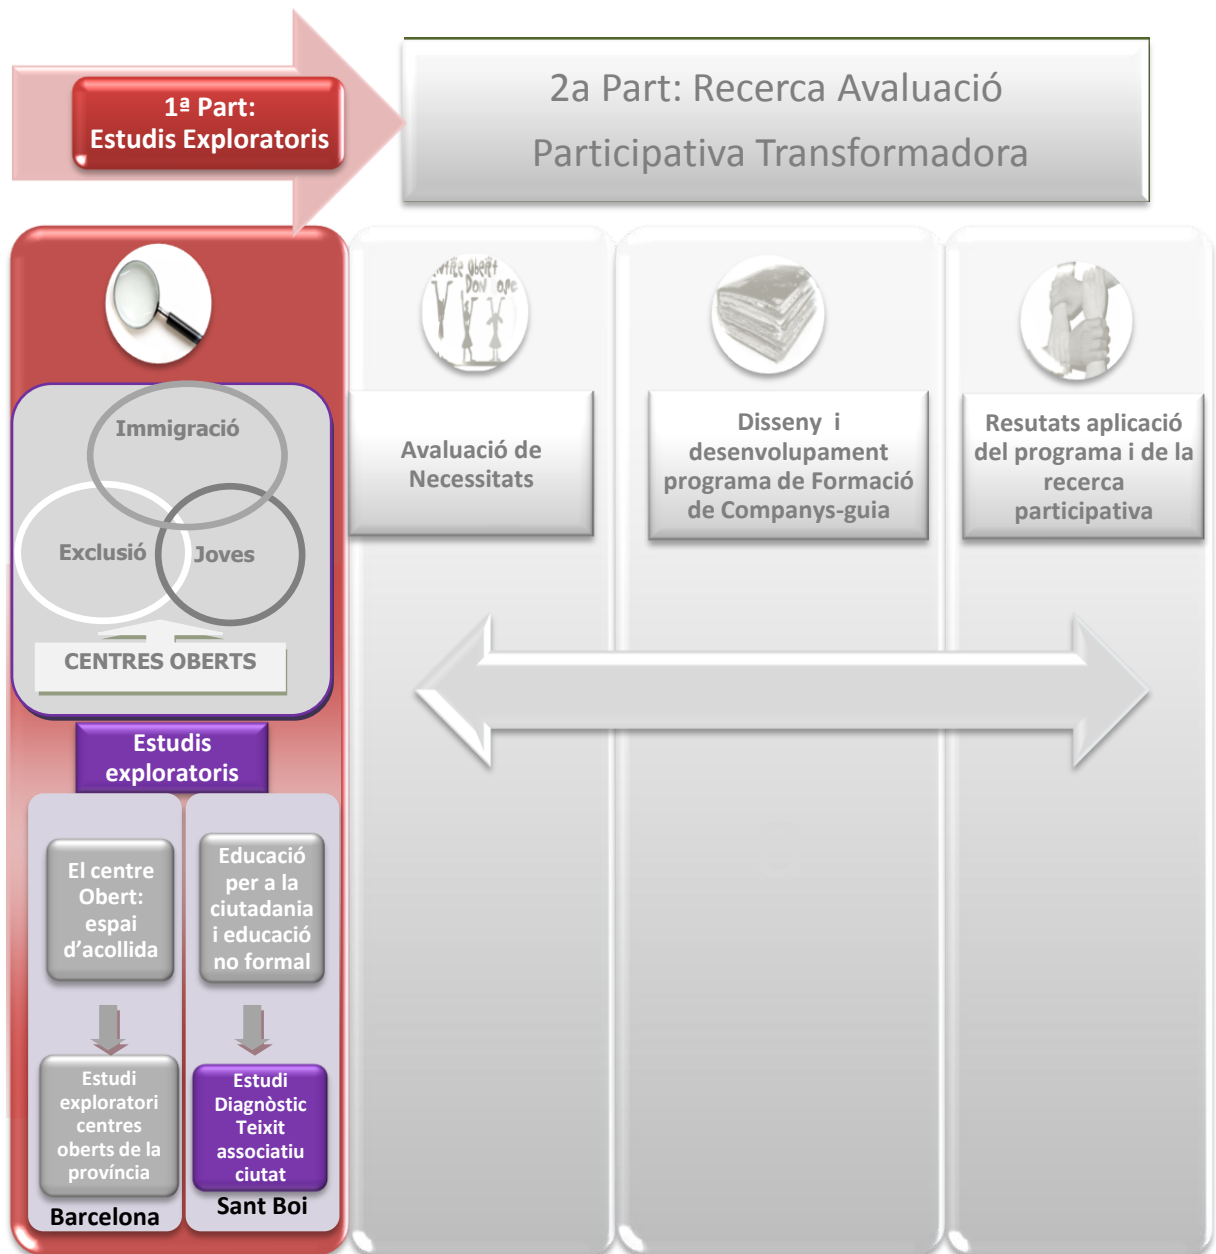 1ª Part:
Estudis Exploratoris
2a Part: Recerca Avaluació
Participativa Transformadora
Immigració
Exclusió
Joves
CENTRES OBERTS
Estudis
exploratoris
El centre
Obert:
espai
d'acollida
Educació
per a la
ciutadania
i educació
no formal
Estudi
exploratori
centres
oberts de la
província
Barcelona
Estudi
Diagnòstic
Teixit
associatiu
ciutat
Sant Boi
Avaluació de
Necessitats
Disseny i
desenvolupament
programa de Formació
de Companys-guia
Resutats aplicació
del programa i de la
recerca
participativa